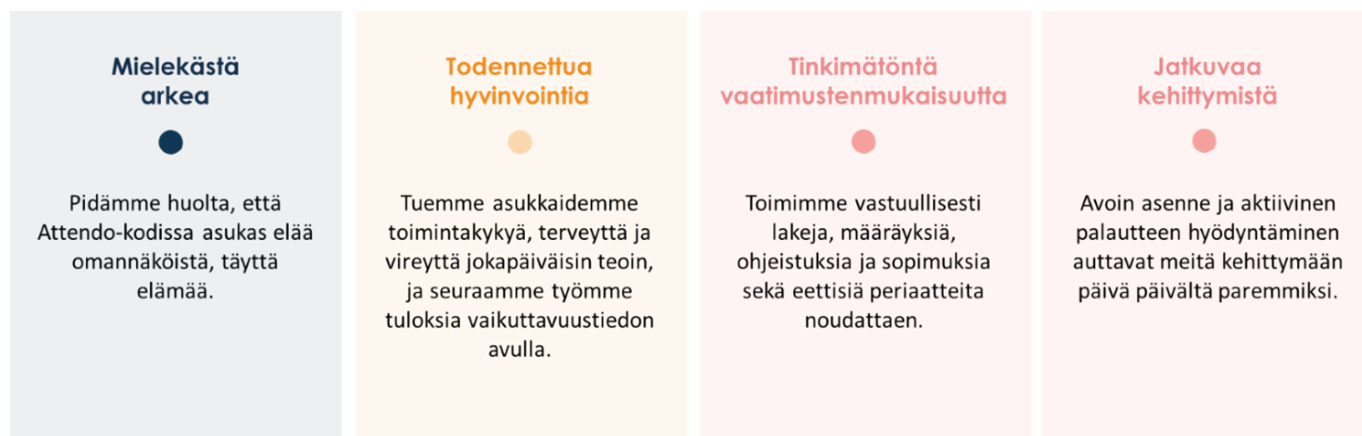 Mielekästä
arkea
Pidämme huolta, että
Attendo-kodissa asukas elää
omannäköistä, täyttä
elämää.
Todennettua
hyvinvointia
Tuemme asukkaidemme
toimintakykyä, terveyttä ja
vireyttä jokapäiväisin teoin,
ja seuraamme työmme
tuloksia vaikuttavuustiedon
avulla.
Tinkimätöntä
vaatimustenmukaisuutta
Toimimme vastuullisesti
lakeja, määräyksiä,
ohjeistuksia ja sopimuksia
sekä eettisiä periaatteita
noudattaen.
Jatkuvaa
kehittymistä
Avoin asenne ja aktiivinen
palautteen hyödyntäminen
auttavat meitä kehittymään
päivä päivältä paremmiksi.